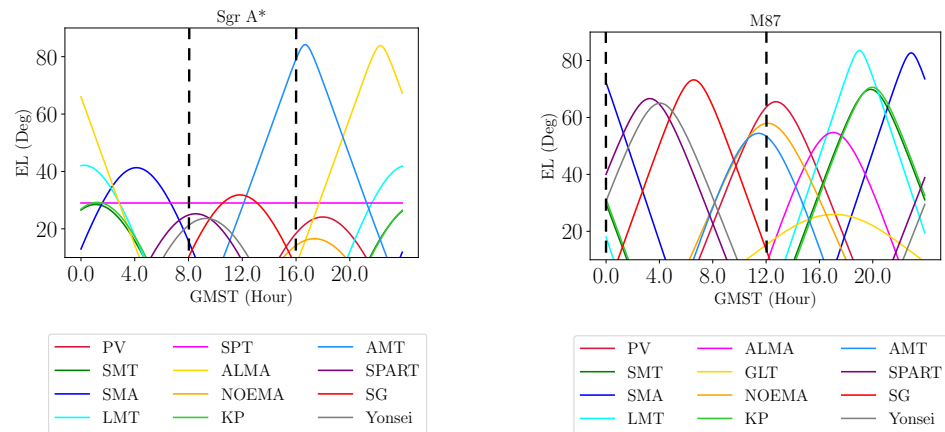 Sgr A*
80
60
40
20
EL (Deg)
0.0 4.0 8.0 12.0 16.0 20.0
GMST (Hour)
PV SPT AMT
SMT ALMA SPART
SMA NOEMA SG
LMT KP Yonsei
M87
80
60
40
20
EL (Deg)
0.0 4.0 8.0 12.0 16.0 20.0
GMST (Hour)
PV ALMA AMT
SMT GLT SPART
SMA NOEMA SG
LMT KP Yonsei